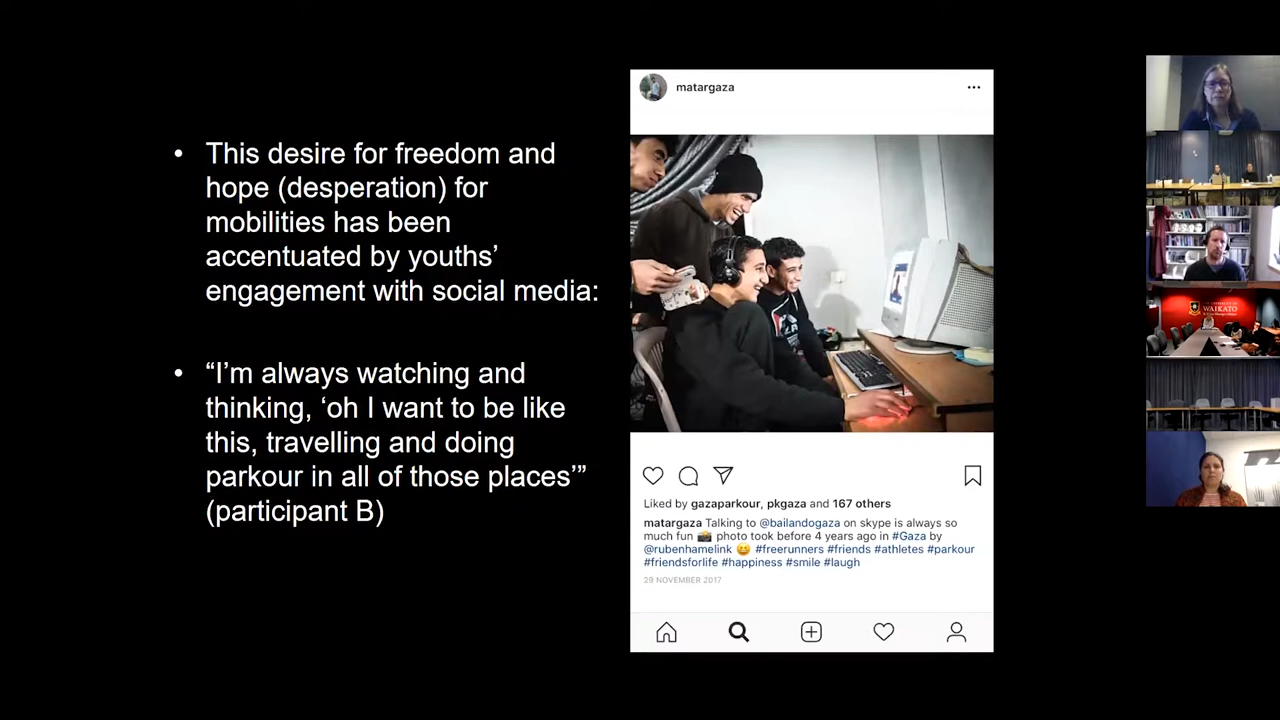 • This desire for freedom and
hope (desperation) for
mobilities has been
accentuated by youths’
engagement with social media:
• “I’m always watching and
thinking, ‘oh I want to be like
this, travelling and doing
parkour in all of those places’”
(participant B)
matargaza
Liked by gazaparkour, pkgaza and 167 others
matargaza Talking to @bailandogaza on skype is always so
much fun 📸 photo took before 4 years ago in #Gaza by
@rubenhamelink 😄 #freerunners #friends #athletes #parkour
#friendsforlife #happiness #smile #laugh
29 NOVEMBER 2017
THE UNIVERSITY OF
WAIKATO